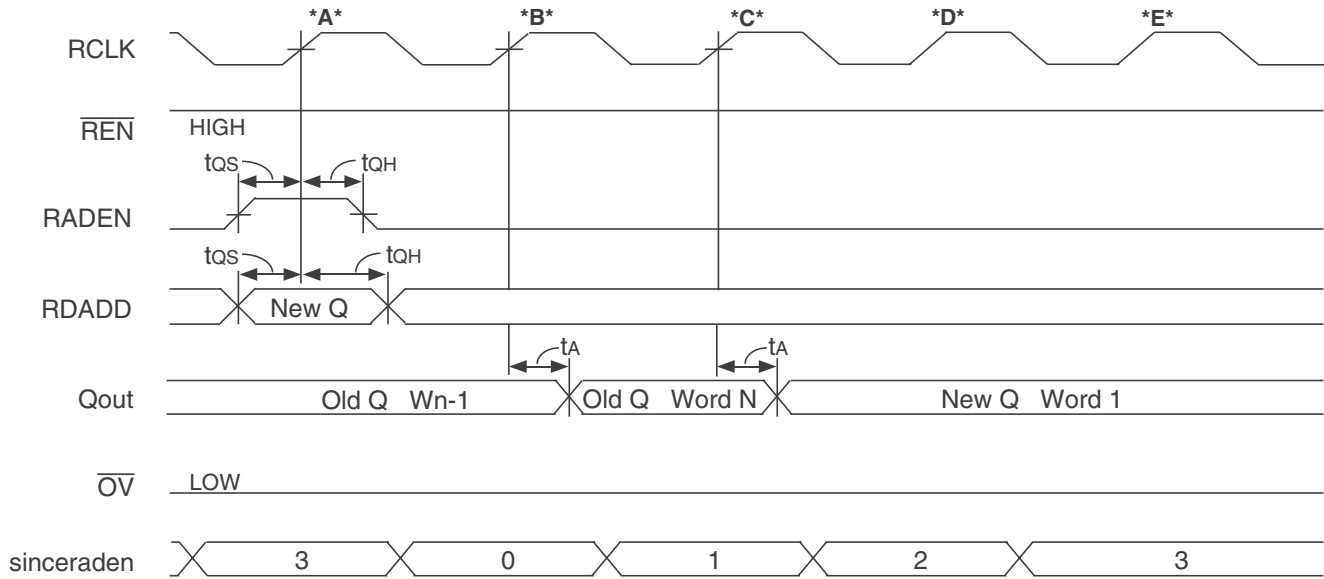 *A* *B* *C* *D* *E*
RCLK
REN HIGH
tQS tQH
RADEN
tQS tQH
RDADD New Q
tA tA
Qout Old Q Wn-1 Old Q Word N New Q Word 1
OV LOW
sinceraden 3 0 1 2 3